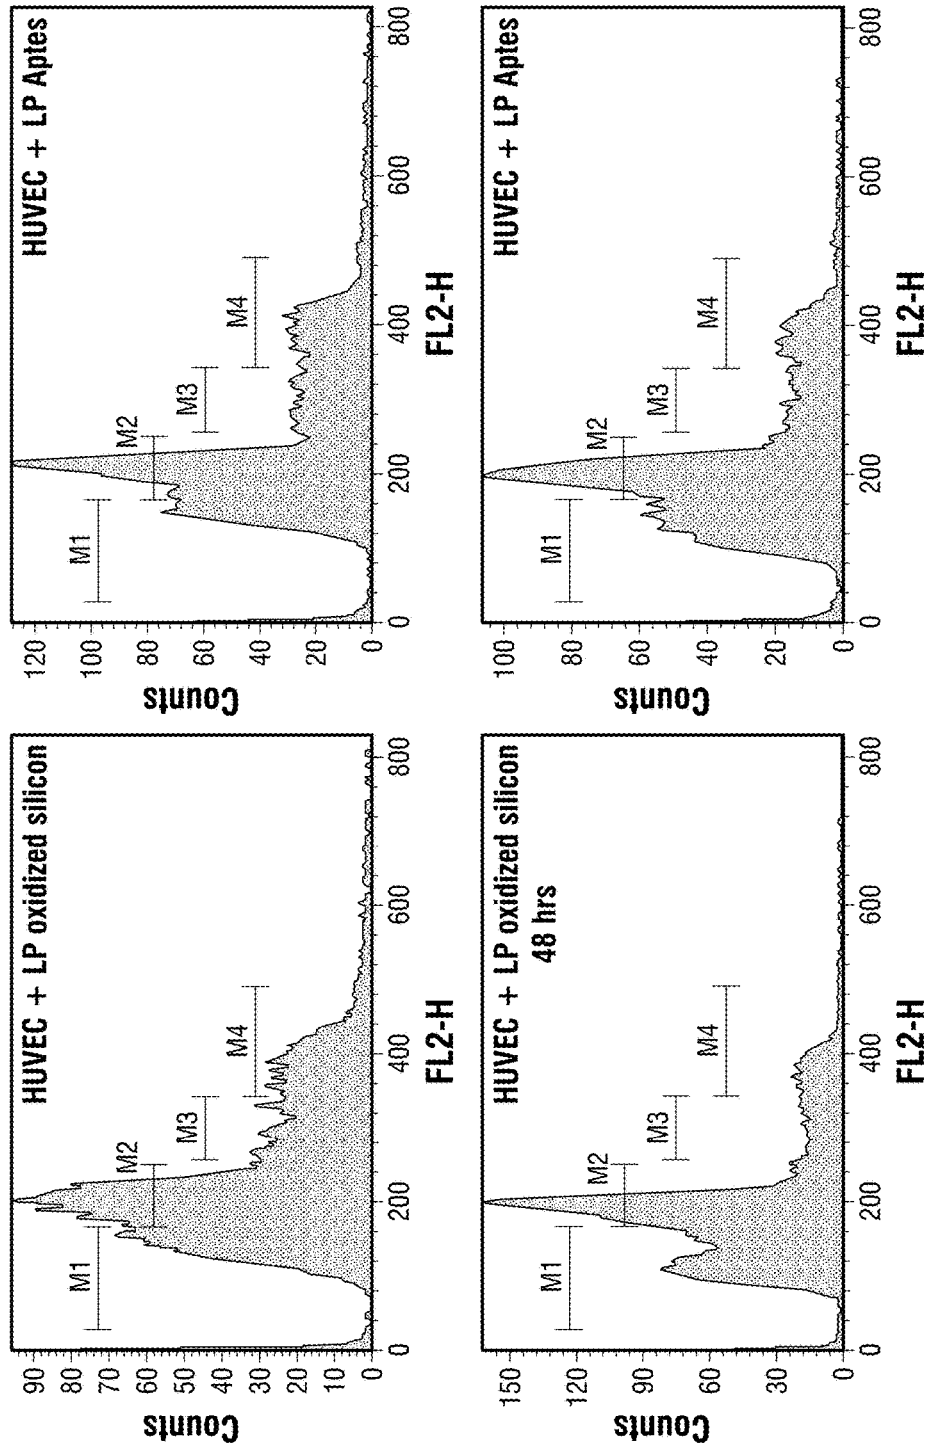 HUVEC + LP oxidized silicon
Counts
90
80
70
60
50
40
30
20
10
0
M1
M2
M3
M4
0
200
400
600
800
FL2-H
HUVEC + LP Aptes
Counts
120
100
80
60
40
20
0
M1
M2
M3
M4
0
200
400
600
800
FL2-H
HUVEC + LP oxidized silicon
48 hrs
Counts
150
120
90
60
30
0
M1
M2
M3
M4
0
200
400
600
800
FL2-H
HUVEC + LP Aptes
Counts
100
80
60
40
20
0
M1
M2
M3
M4
0
200
400
600
800
FL2-H